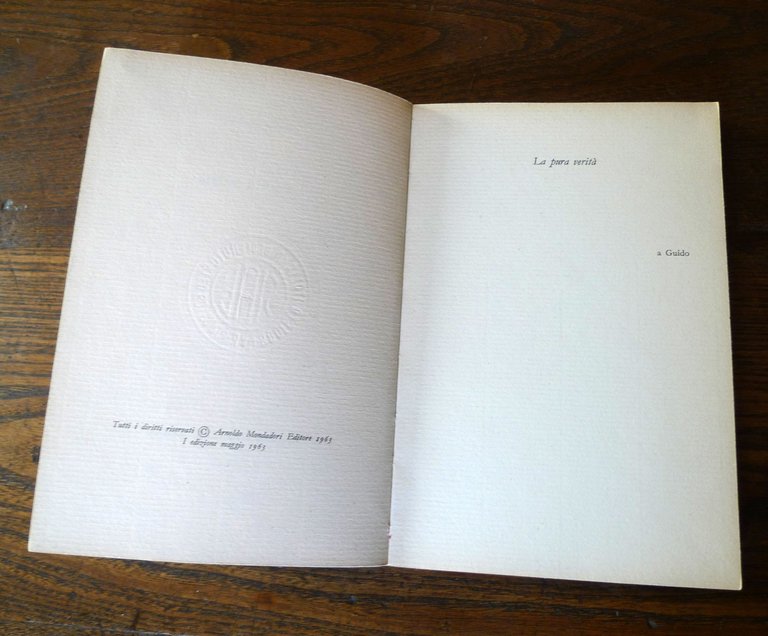 Tutti i diritti riservati © Arnoldo Mondadori Editore 1963
I edizione maggio 1963
La pura verità
a Guido